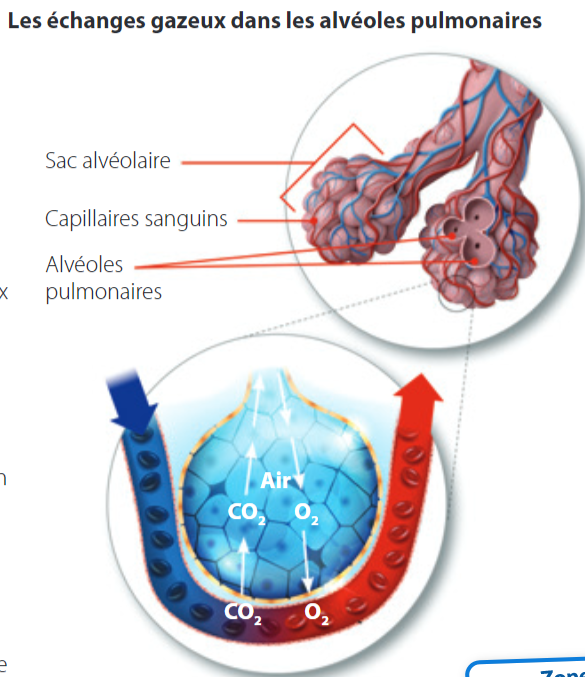 Les échanges gazeux dans les alvéoles pulmonaires
Sac alvéolaire
Capillaires sanguins
Alvéoles
pulmonaires
x
n
Air
CO₂ O₂
CO₂ O₂
e